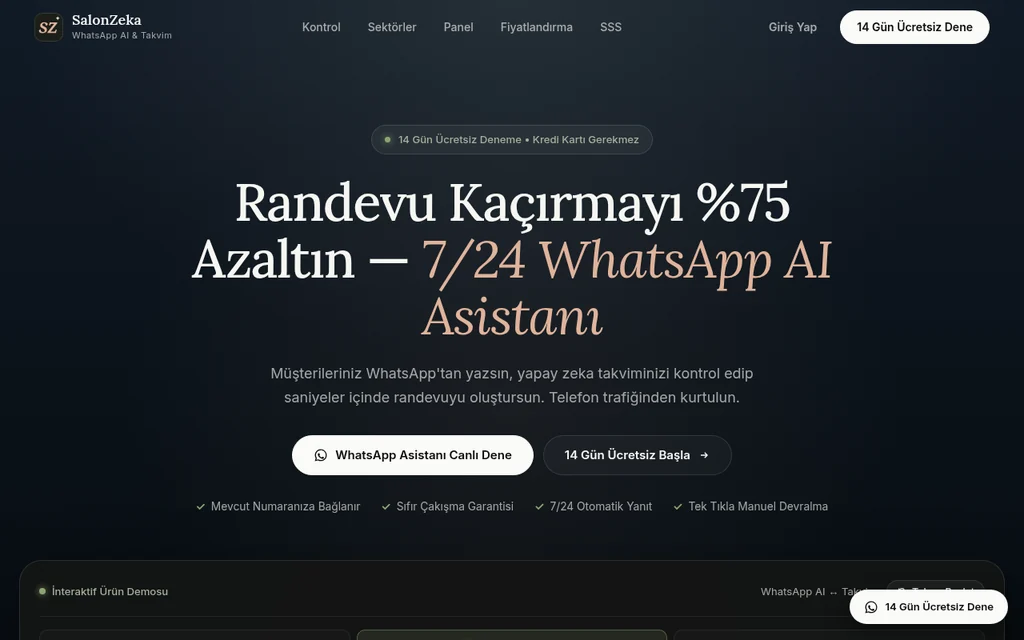 SZ
SalonZeka
WhatsApp AI & Takvim
Kontrol
Sektörler
Panel
Fiyatlandırma
SSS
Giriş Yap
14 Gün Ücretsiz Dene
14 Gün Ücretsiz Deneme • Kredi Kartı Gerekmez
Randevu Kaçırmayı %75
Azaltın — 7/24 WhatsApp AI
Asistanı
Müşterileriniz WhatsApp'tan yazsın, yapay zeka takviminizi kontrol edip
saniyeler içinde randevuyu oluştursun. Telefon trafiğinden kurtulun.
WhatsApp Asistanı Canlı Dene
14 Gün Ücretsiz Başla →
✓ Mevcut Numaranıza Bağlanır
✓ Sıfır Çakışma Garantisi
✓ 7/24 Otomatik Yanıt
✓ Tek Tıkla Manuel Devralma
İnteraktif Ürün Demosu
WhatsApp AI ↔
14 Gün Ücretsiz Dene